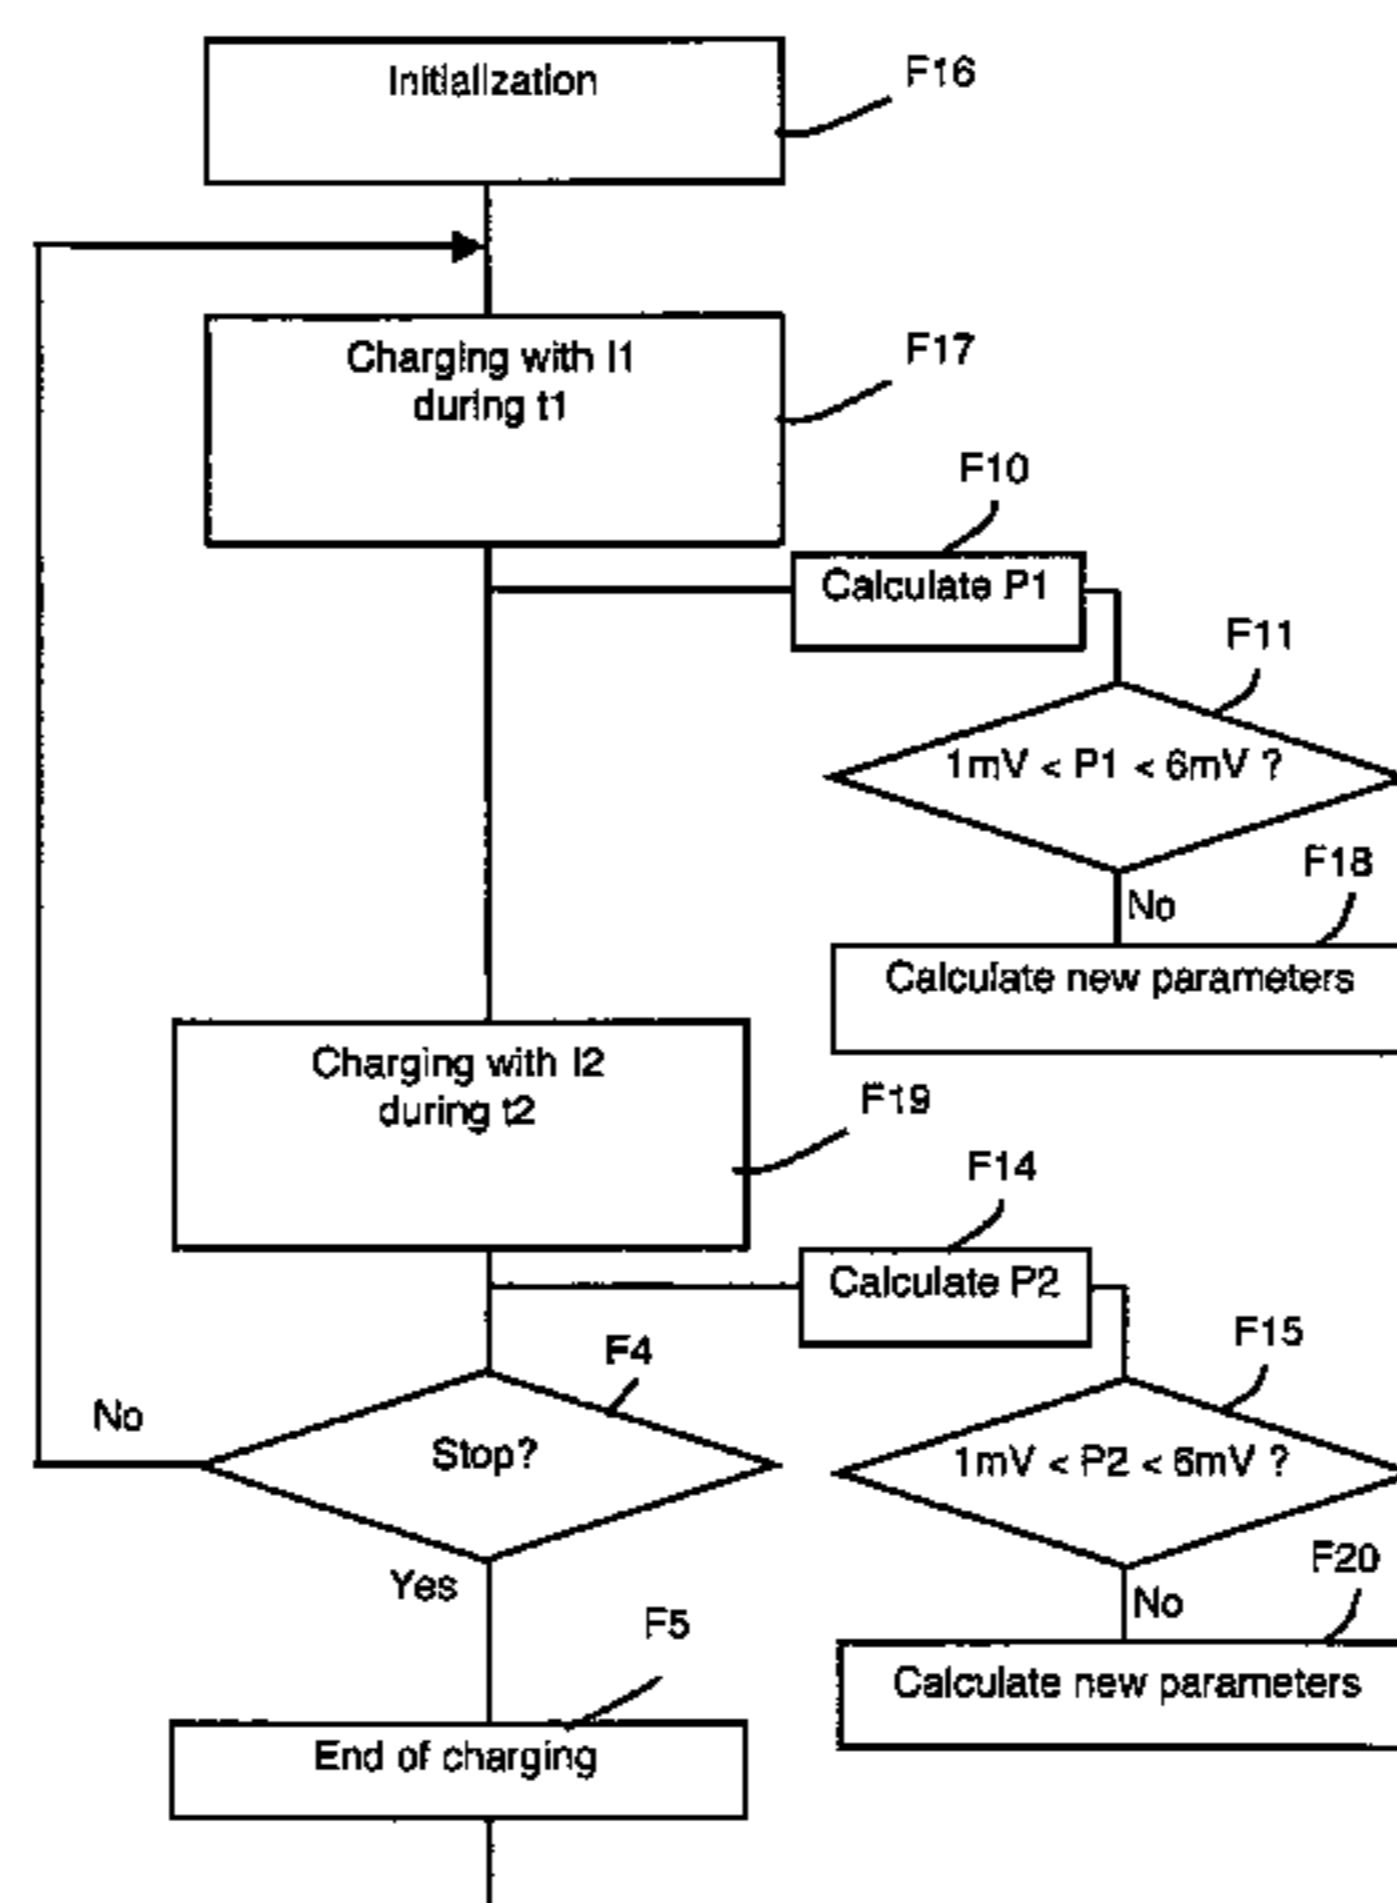 Initialization
F16
Charging with I1
during t1
F17
F10
Calculate P1
F11
1mV < P1 < 6mV ?
No
F18
Calculate new parameters
Charging with I2
during t2
F19
F14
Calculate P2
F15
1mV < P2 < 6mV ?
No
F20
Calculate new parameters
F4
Stop?
No
Yes
F5
End of charging